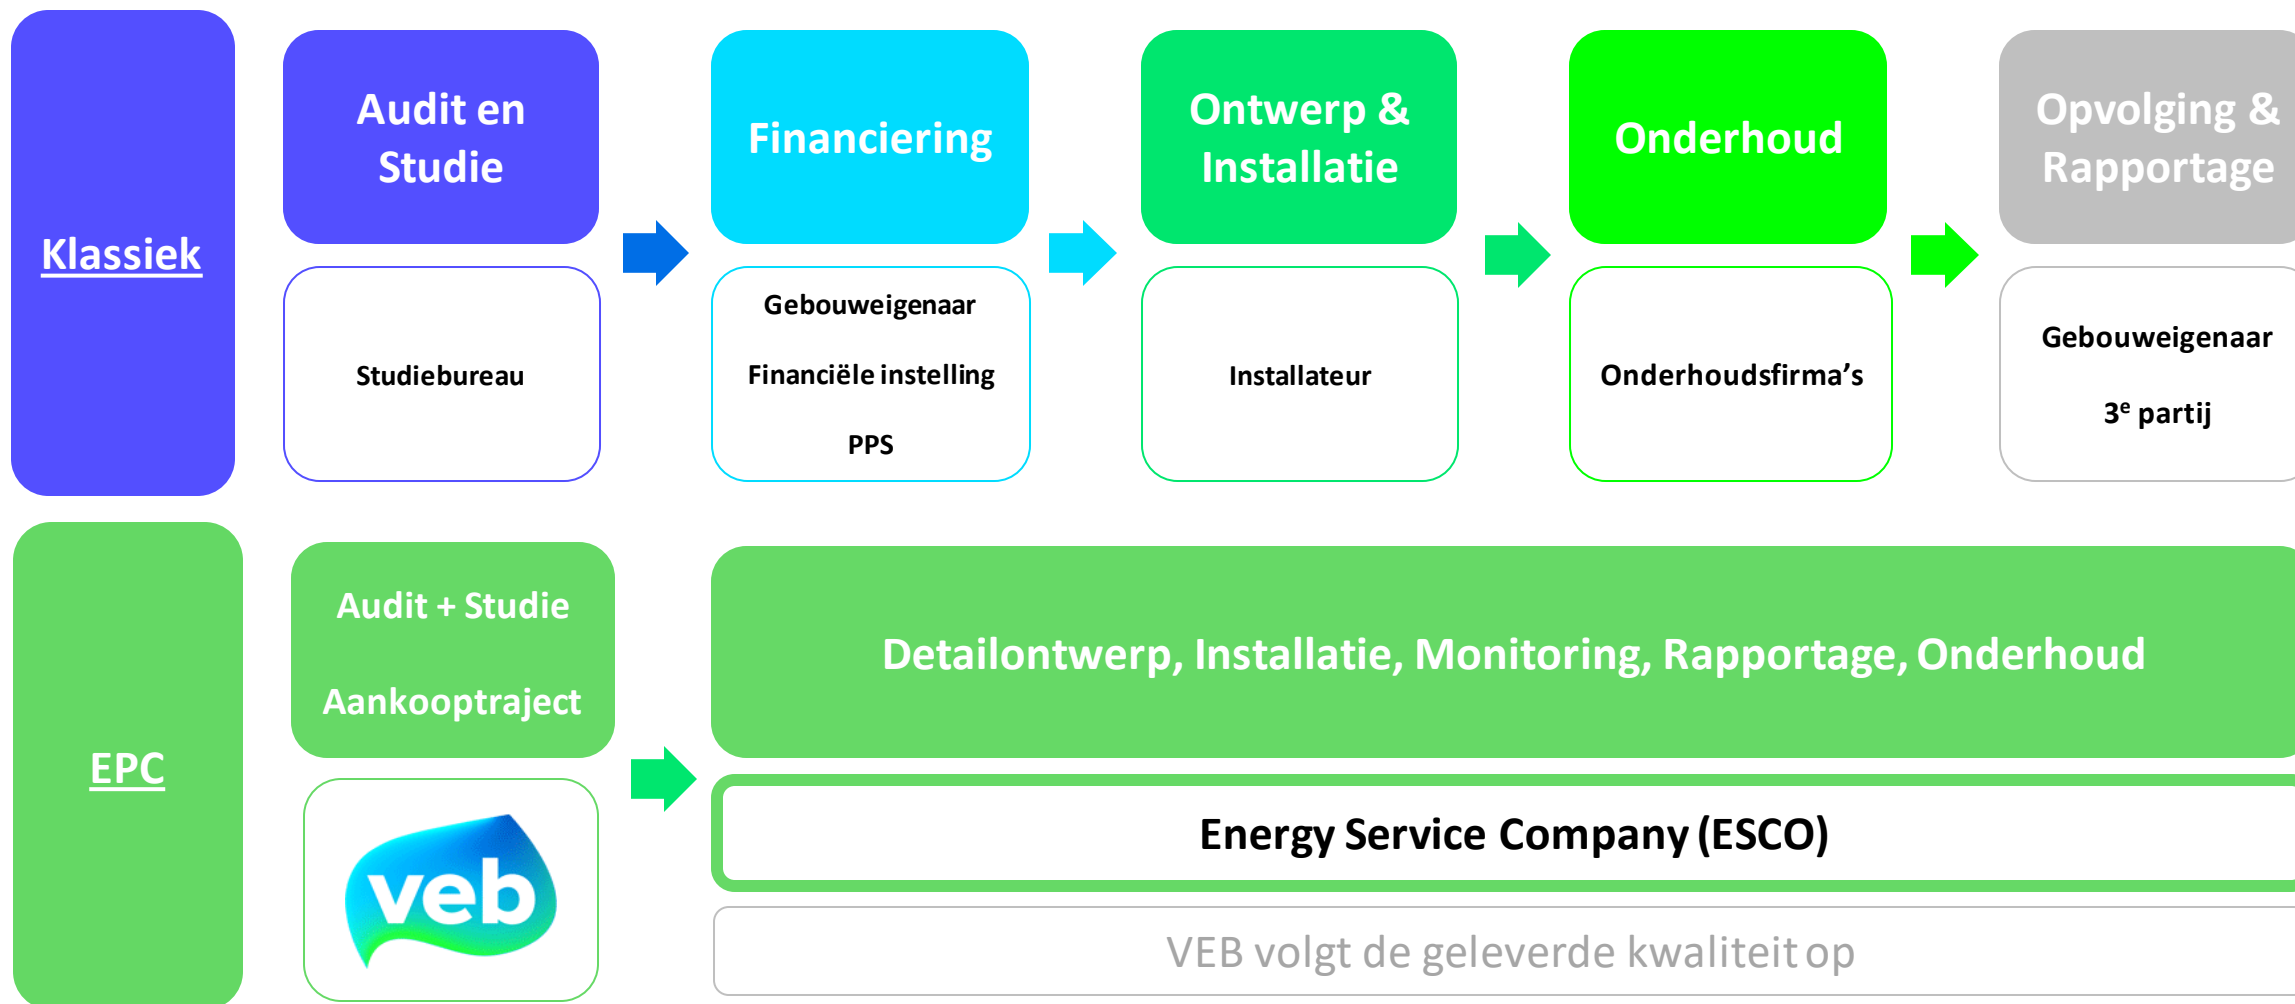 Klassiek
Audit en
Studie
Financiering
Ontwerp &
Installatie
Onderhoud
Opvolging &
Rapportage
Studiebureau
Gebouweigenaar
Financiële instelling
PPS
Installateur
Onderhoudsfirma’s
Gebouweigenaar
3e partij
EPC
Audit + Studie
Aankooptraject
Detailontwerp, Installatie, Monitoring, Rapportage, Onderhoud
veb
Energy Service Company (ESCO)
VEB volgt de geleverde kwaliteit op